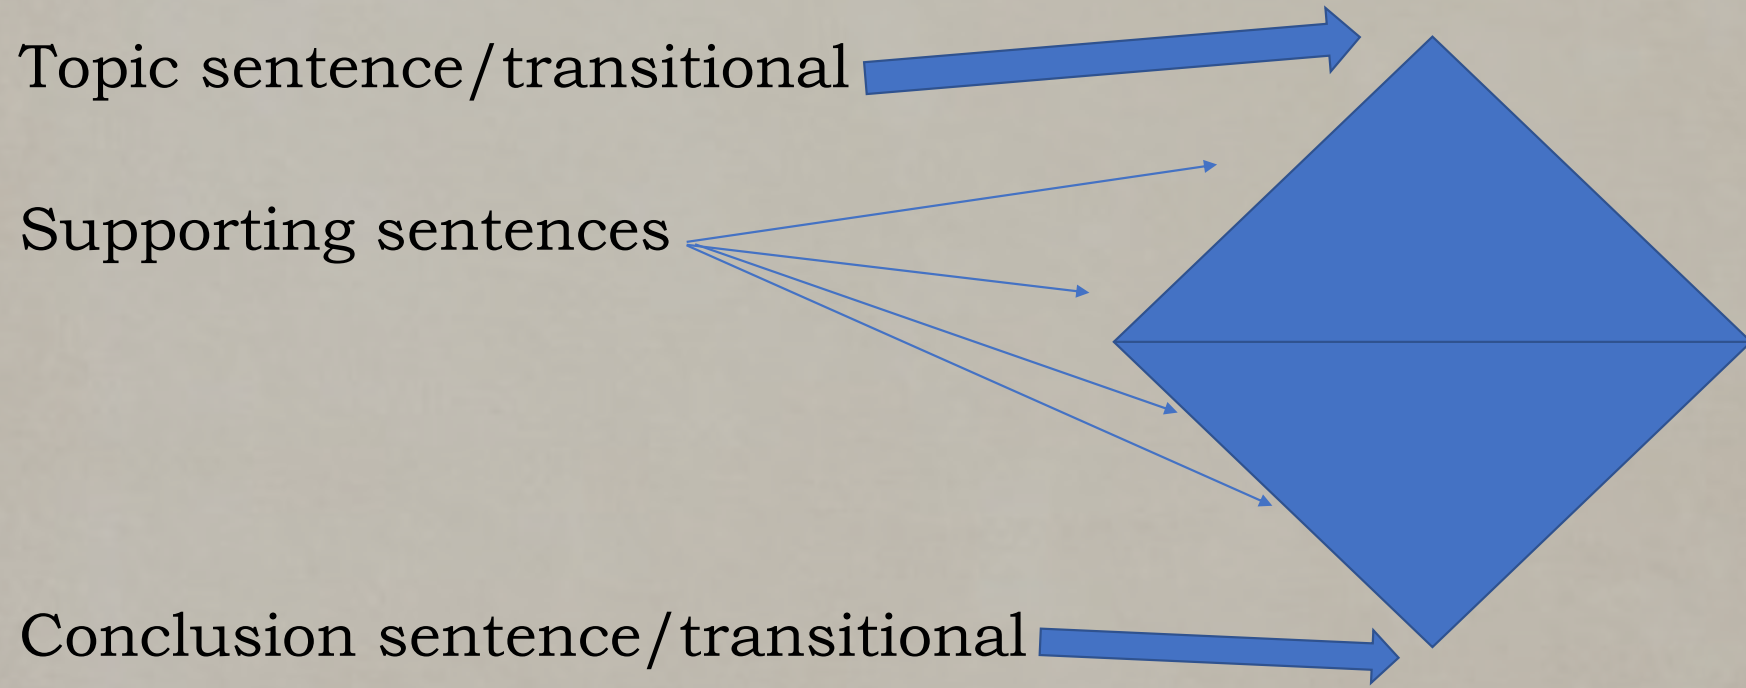 Topic sentence/transitional
Supporting sentences
Conclusion sentence/transitional